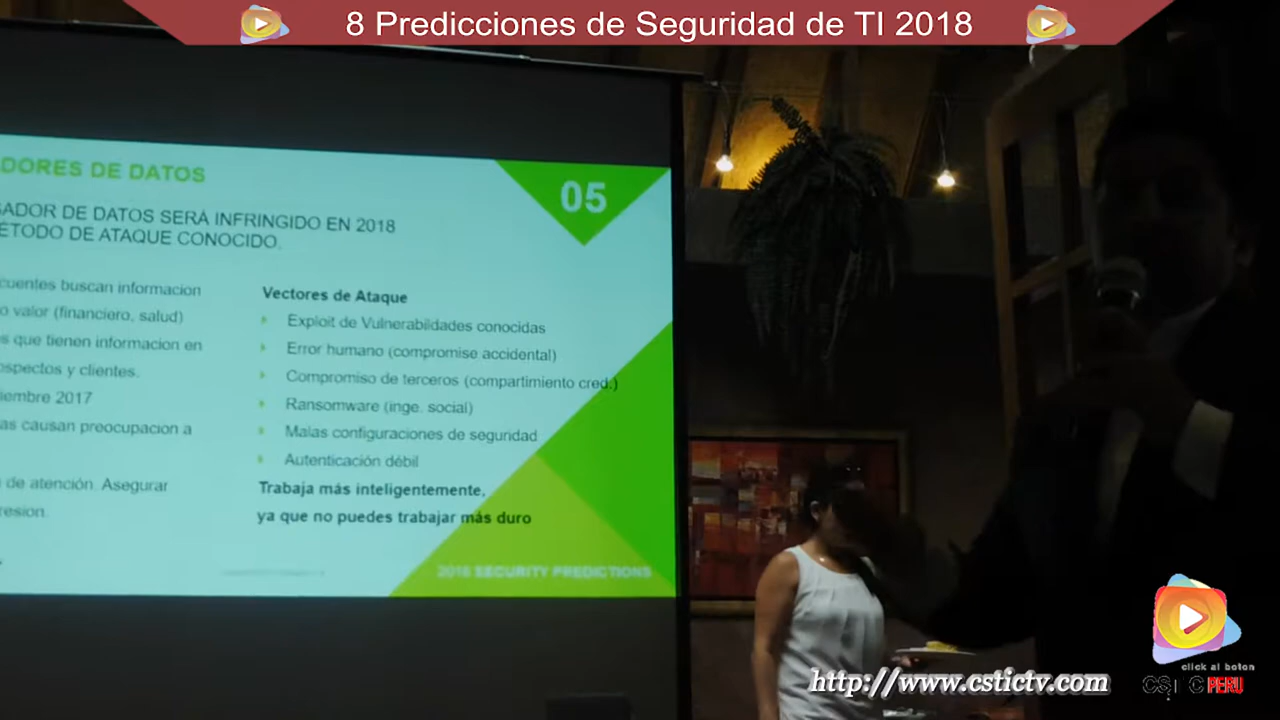 8 Predicciones de Seguridad de TI 2018
DORES DE DATOS
05
ADOR DE DATOS SERÁ INFRINGIDO EN 2018
ÉTODO DE ATAQUE CONOCIDO.
cuentes buscan informacion
o valor (financiero, salud)
s que tienen informacion en
ospectos y clientes.
iembre 2017
as causan preocupacion a
de atención. Asegurar
resion.
Vectores de Ataque
Exploit de Vulnerabilidades conocidas
Error humano (compromise accidental)
Compromiso de terceros (compartimiento cred.)
Ransomware (inge. social)
Malas configuraciones de seguridad
Autenticación débil
Trabaja más inteligentemente,
ya que no puedes trabajar más duro
2018 SECURITY PREDICTIONS
http://www.cstictv.com
click al boton
CSTIC PERU